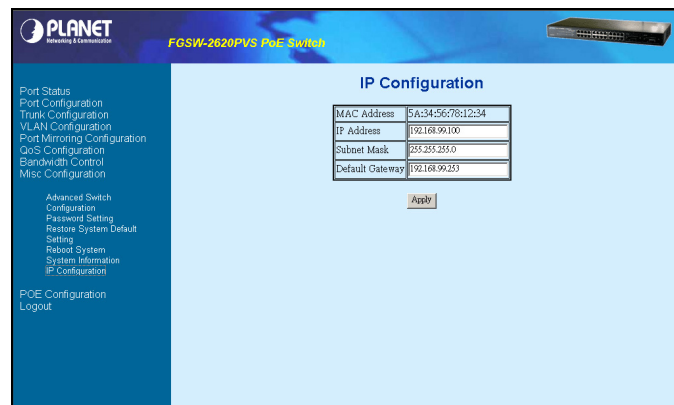 PLANET
Networking & Communication
FGSW-2620PVS PoE Switch
Port Status
Port Configuration
Trunk Configuration
VLAN Configuration
Port Mirroring Configuration
QoS Configuration
Bandwidth Control
Misc Configuration
Advanced Switch
Configuration
Password Setting
Restore System Default
Setting
Reboot System
System Information
IP Configuration
POE Configuration
Logout
IP Configuration
MAC Address 5A:34:56:78:12:34
IP Address 192.168.99.100
Subnet Mask 255.255.255.0
Default Gateway 192.168.99.253
Apply